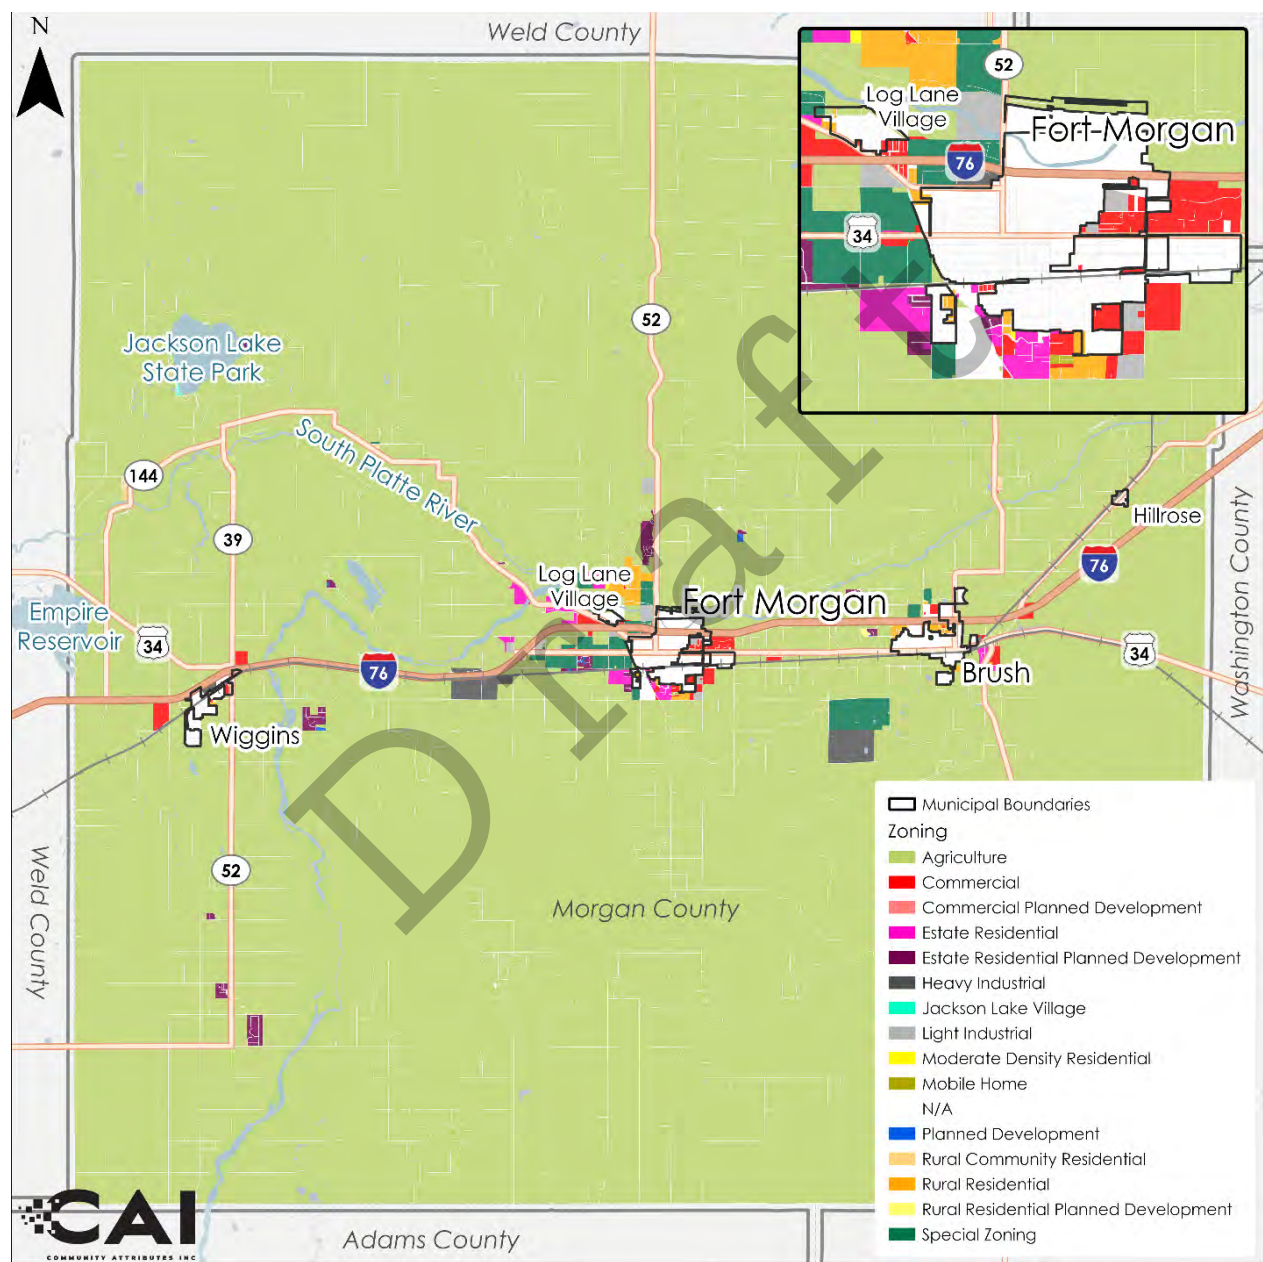 N
Weld County
52
Log Lane
Village
Fort Morgan
76
34
52
Jackson Lake
State Park
South Platte River
144
39
Hillrose
Washington County
76
Log Lane
Village
Fort Morgan
Empire
Reservoir
34
76
34
Brush
Wiggins
Draft
52
Weld County
Morgan County
Municipal Boundaries
Zoning
Agriculture
Commercial
Commercial Planned Development
Estate Residential
Estate Residential Planned Development
Heavy Industrial
Jackson Lake Village
Light Industrial
Moderate Density Residential
Mobile Home
N/A
Planned Development
Rural Community Residential
Rural Residential
Rural Residential Planned Development
Special Zoning
CAI
COMMUNITY ATTRIBUTES INC
Adams County